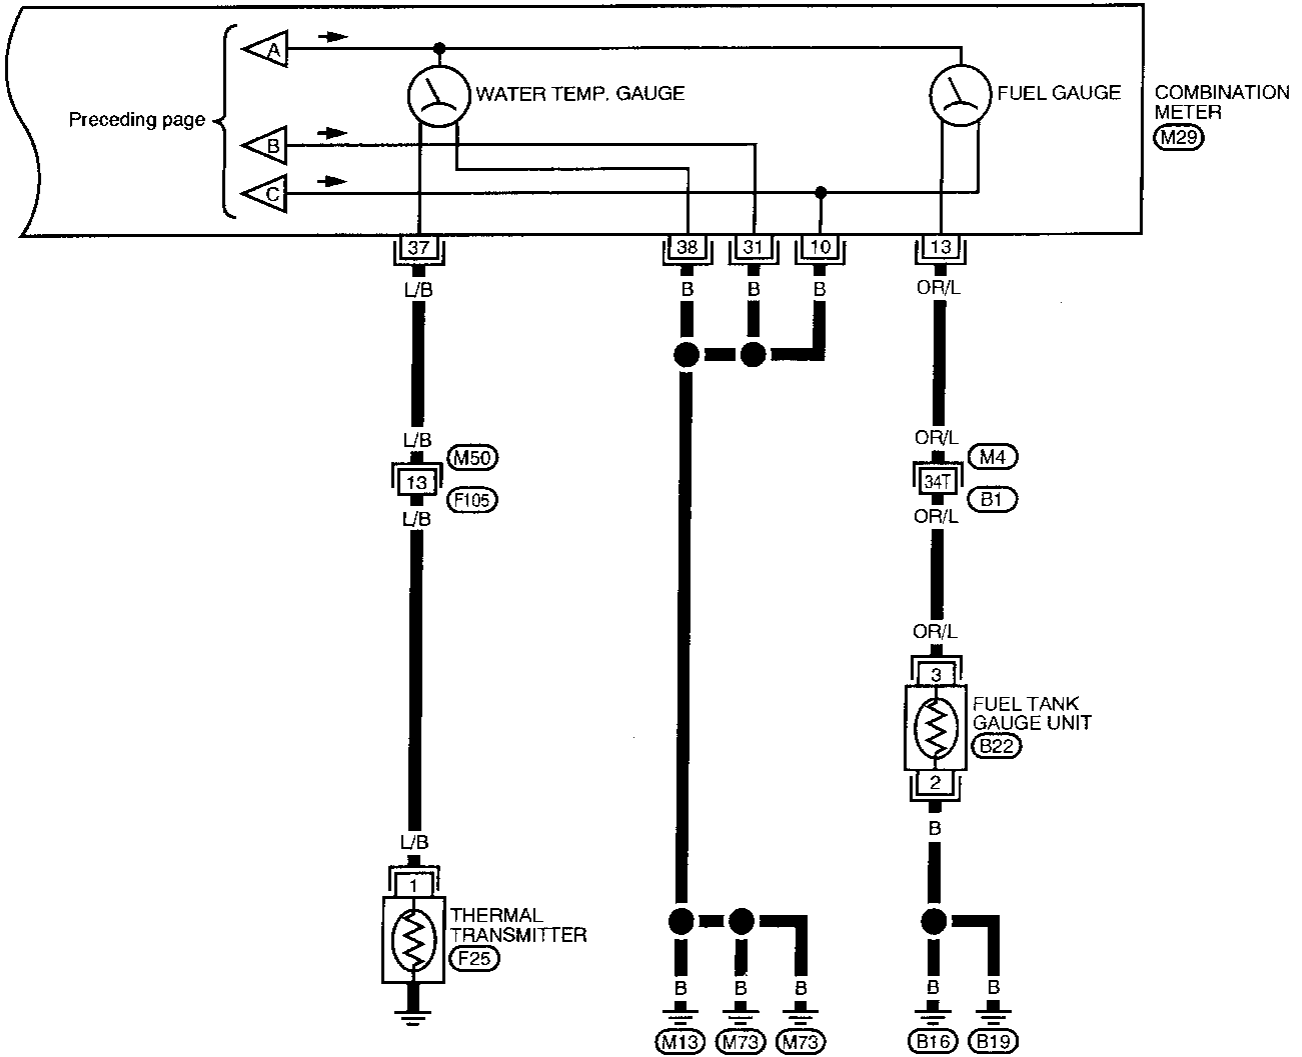 A
WATER TEMP. GAUGE
FUEL GAUGE
COMBINATION
METER
M29
Preceding page
B
C
37
38
31
10
13
L/B
B
B
B
OR/L
L/B
M50
13
F105
L/B
OR/L
M4
34T
B1
OR/L
OR/L
3
FUEL TANK
GAUGE UNIT
B22
2
B
L/B
1
THERMAL
TRANSMITTER
F25
B
B
B
B
B
M13
M73
M73
B16
B19